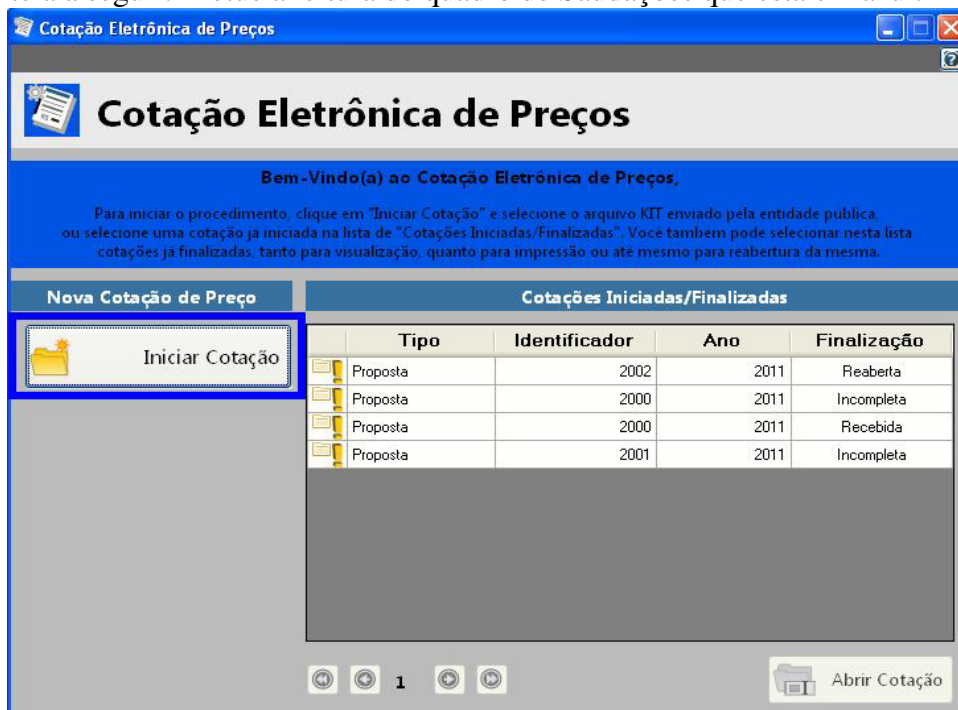 Cotação Eletrônica de Preços
Cotação Eletrônica de Preços
Bem-Vindo(a) ao Cotação Eletrônica de Preços,
Para iniciar o procedimento, clique em "Iniciar Cotação" e selecione o arquivo KIT enviado pela entidade pública,
ou selecione uma cotação já iniciada na lista de "Cotações Iniciadas/Finalizadas". Você também pode selecionar nesta lista
cotações já finalizadas, tanto para visualização, quanto para impressão ou até mesmo para reabertura da mesma.
Nova Cotação de Preço
Cotações Iniciadas/Finalizadas
Iniciar Cotação
Tipo Identificador Ano Finalização
Proposta 2002 2011 Reaberta
Proposta 2000 2011 Incompleta
Proposta 2000 2011 Recebida
Proposta 2001 2011 Incompleta
1
Abrir Cotação